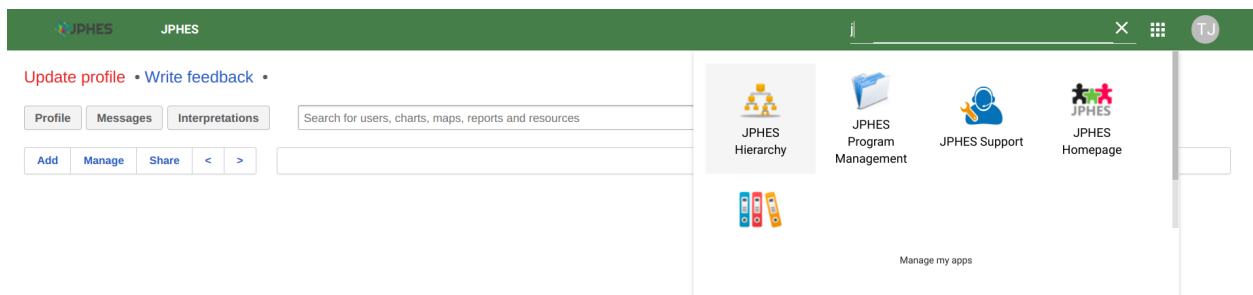 JPHES JPHES j TJ
Update profile • Write feedback •
Profile Messages Interpretations Search for users, charts, maps, reports and resources
Add Manage Share < >
JPHES
Hierarchy
JPHES
Program
Management
JPHES Support
JPHES
JPHES
Homepage
Manage my apps